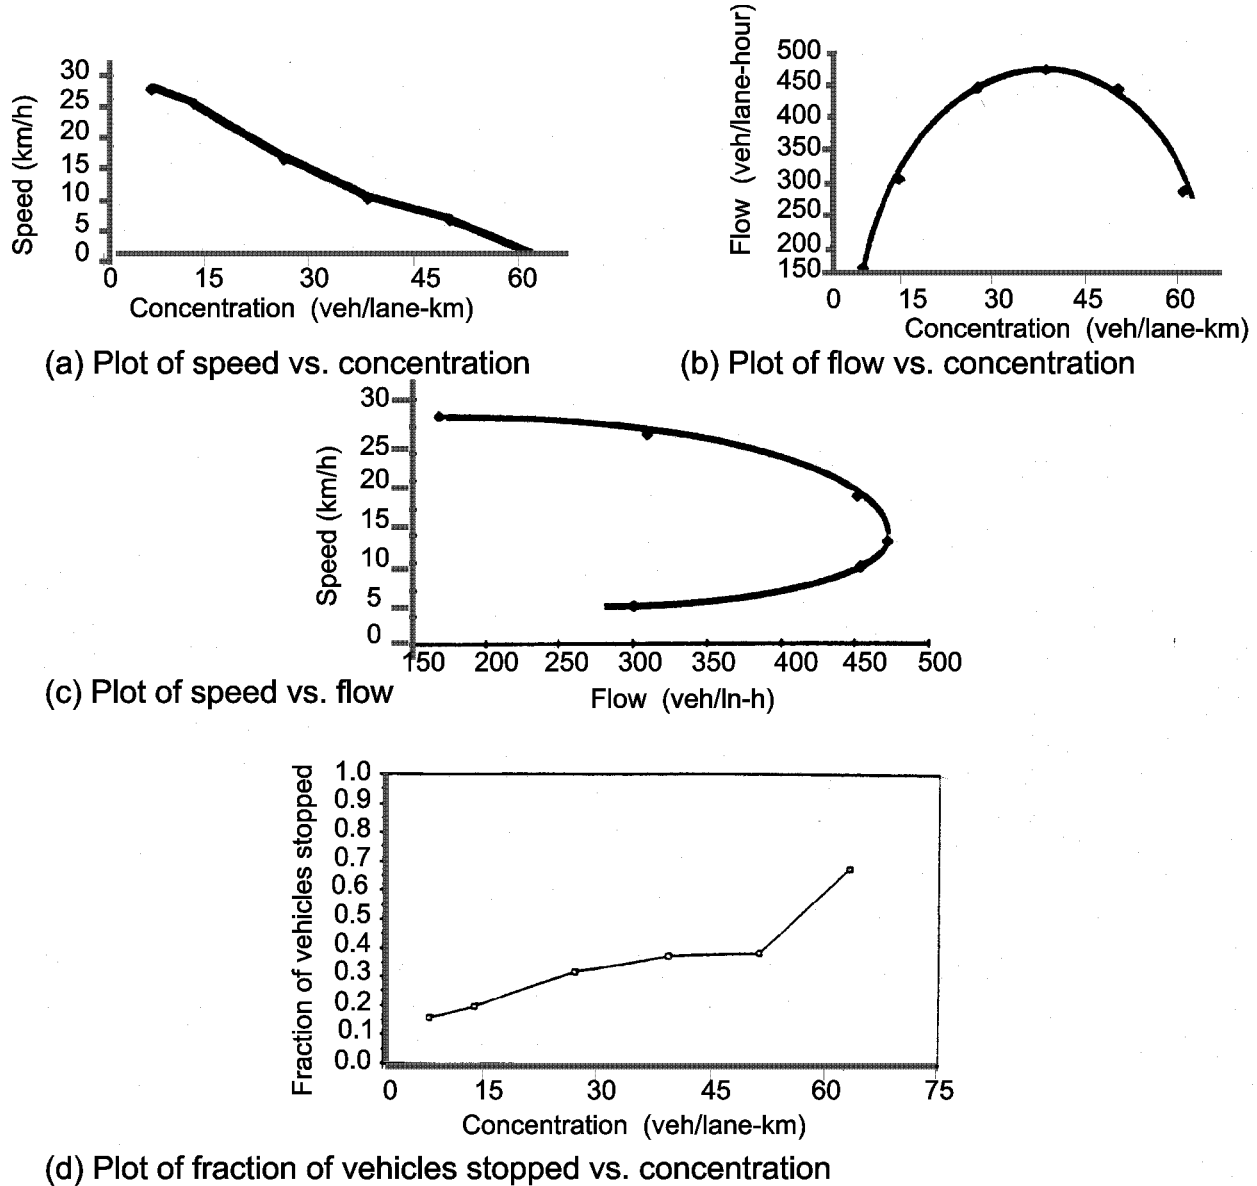 Speed (km/h)
30
25
20
15
10
5
0
0 15 30 45 60
Concentration (veh/lane-km)
(a) Plot of speed vs. concentration
Flow (veh/lane-hour)
500
450
400
350
300
250
200
150
0 15 30 45 60
Concentration (veh/lane-km)
(b) Plot of flow vs. concentration
Speed (km/h)
30
25
20
15
10
5
0
150 200 250 300 350 400 450 500
Flow (veh/ln-h)
(c) Plot of speed vs. flow
Fraction of vehicles stopped
1.0
0.9
0.8
0.7
0.6
0.5
0.4
0.3
0.2
0.1
0.0
0 15 30 45 60 75
Concentration (veh/lane-km)
(d) Plot of fraction of vehicles stopped vs. concentration